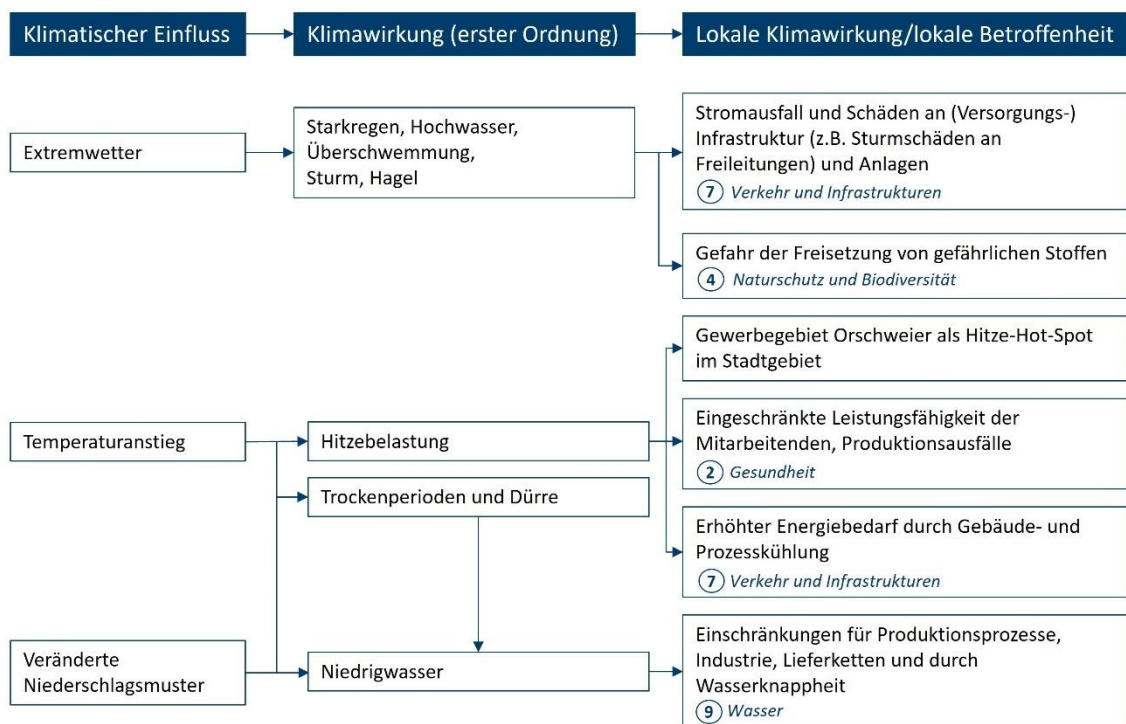 Klimatischer Einfluss
Klimawirkung (erster Ordnung)
Lokale Klimawirkung/lokale Betroffenheit
Extremwetter
Starkregen, Hochwasser,
Überschwemmung,
Sturm, Hagel
Stromausfall und Schäden an (Versorgungs-)
Infrastruktur (z.B. Sturmschäden an
Freileitungen) und Anlagen
7 Verkehr und Infrastrukturen
Gefahr der Freisetzung von gefährlichen Stoffen
4 Naturschutz und Biodiversität
Gewerbegebiet Orschweier als Hitze-Hot-Spot
im Stadtgebiet
Temperaturanstieg
Hitzebelastung
Eingeschränkte Leistungsfähigkeit der
Mitarbeitenden, Produktionsausfälle
2 Gesundheit
Trockenperioden und Dürre
Erhöhter Energiebedarf durch Gebäude- und
Prozesskühlung
7 Verkehr und Infrastrukturen
Veränderte
Niederschlagsmuster
Niedrigwasser
Einschränkungen für Produktionsprozesse,
Industrie, Lieferketten und durch
Wasserknappheit
9 Wasser